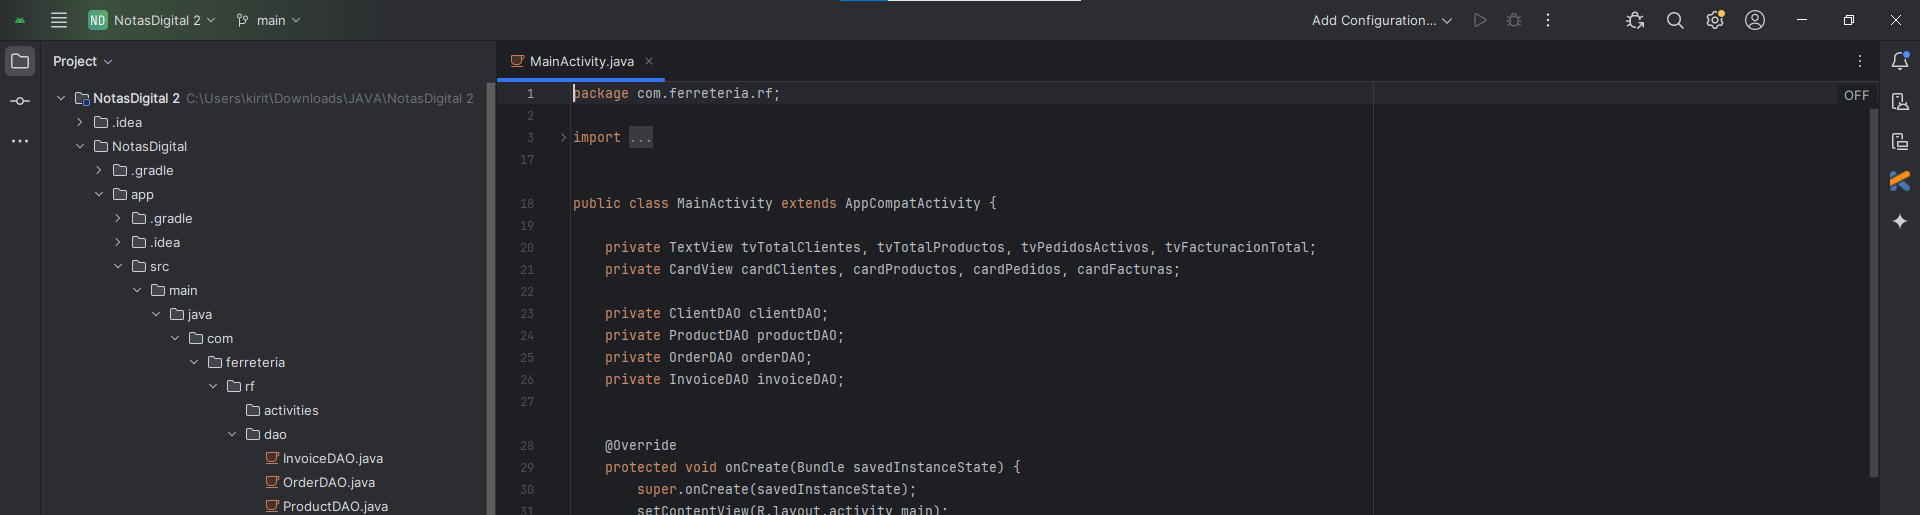 ND NotasDigital 2 main Add Configuration...
Project
MainActivity.java
NotasDigital 2 C:\Users\kirit\Downloads\JAVA\NotasDigital 2
.idea
NotasDigital
.gradle
app
.gradle
.idea
src
main
java
com
ferreteria
rf
activities
dao
InvoiceDAO.java
OrderDAO.java
ProductDAO.java
OFF
1 package com.ferreteria.rf;
2
3 import ...
17
18 public class MainActivity extends AppCompatActivity {
19
20 private TextView tvTotalClientes, tvTotalProductos, tvPedidosActivos, tvFacturacionTotal;
21 private CardView cardClientes, cardProductos, cardPedidos, cardFacturas;
22
23 private ClientDAO clientDAO;
24 private ProductDAO productDAO;
25 private OrderDAO orderDAO;
26 private InvoiceDAO invoiceDAO;
27
28 @Override
29 protected void onCreate(Bundle savedInstanceState) {
30 super.onCreate(savedInstanceState);
31 setContentView(R.layout.activity_main);